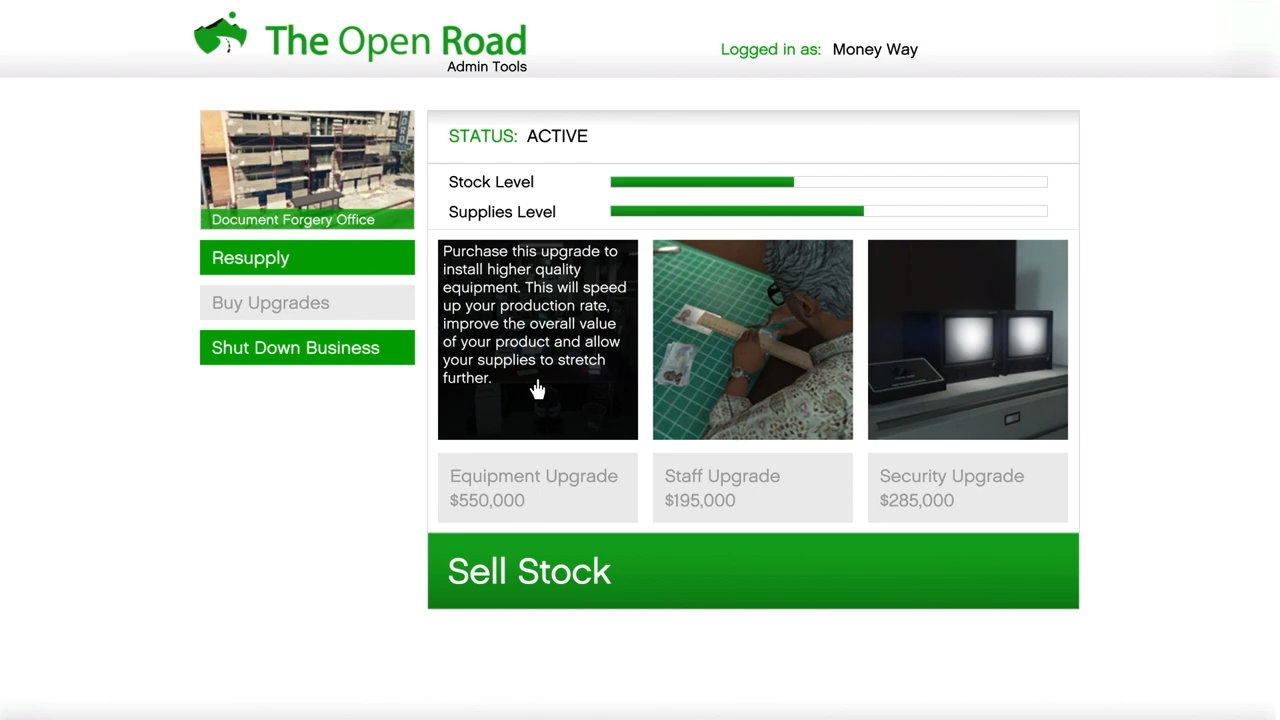 The Open Road
Admin Tools
Logged in as: Money Way
Document Forgery Office
Resupply
Buy Upgrades
Shut Down Business
STATUS: ACTIVE
Stock Level
Supplies Level
Purchase this upgrade to
install higher quality
equipment. This will speed
up your production rate,
improve the overall value
of your product and allow
your supplies to stretch
further.
Equipment Upgrade
$550,000
Staff Upgrade
$195,000
Security Upgrade
$285,000
Sell Stock